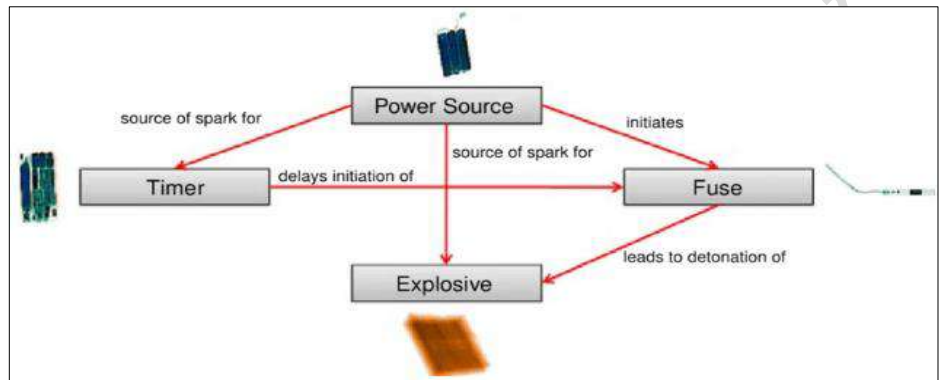 Power Source
source of spark for
initiates
source of spark for
Timer
delays initiation of
Fuse
leads to detonation of
Explosive